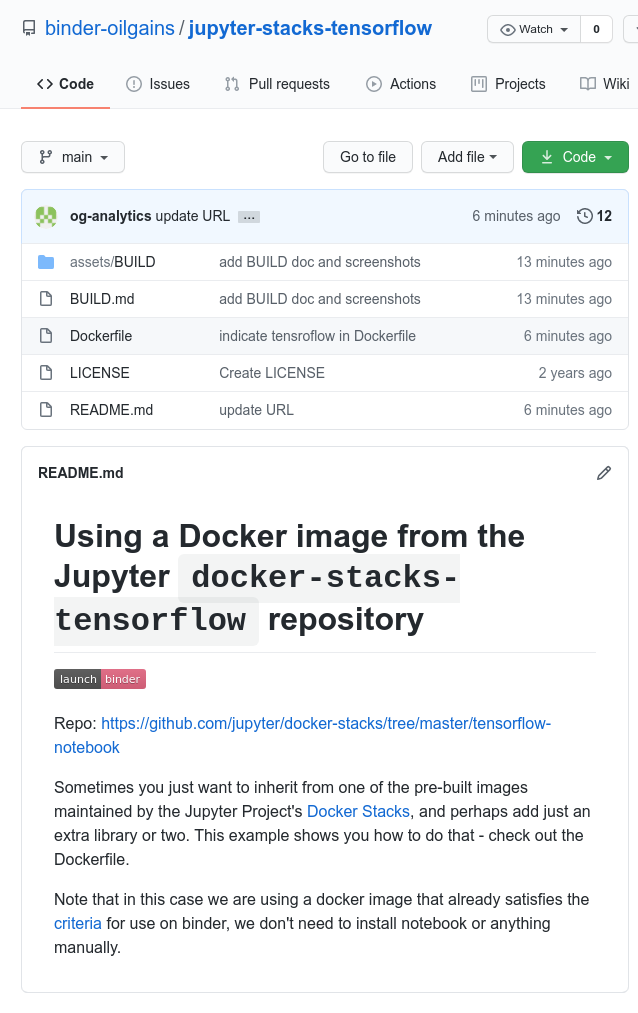 binder-oilgains / jupyter-stacks-tensorflow Watch 0
Code Issues Pull requests Actions Projects Wiki
main Go to file Add file Code
og-analytics update URL ... 6 minutes ago 12
assets/BUILD add BUILD doc and screenshots 13 minutes ago
BUILD.md add BUILD doc and screenshots 13 minutes ago
Dockerfile indicate tensroflow in Dockerfile 6 minutes ago
LICENSE Create LICENSE 2 years ago
README.md update URL 6 minutes ago
README.md
Using a Docker image from the
Jupyter docker-stacks-
tensorflow repository
launch binder
Repo: https://github.com/jupyter/docker-stacks/tree/master/tensorflow-
notebook
Sometimes you just want to inherit from one of the pre-built images
maintained by the Jupyter Project's Docker Stacks, and perhaps add just an
extra library or two. This example shows you how to do that - check out the
Dockerfile.
Note that in this case we are using a docker image that already satisfies the
criteria for use on binder, we don't need to install notebook or anything
manually.